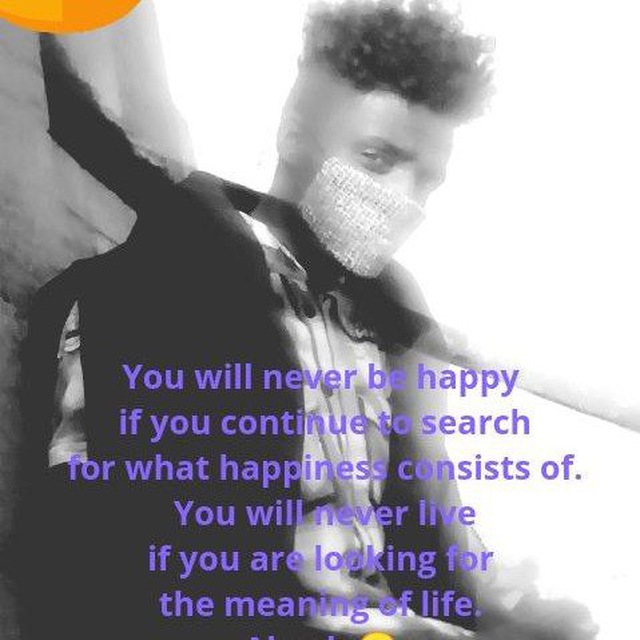 You will never be happy
if you continue to search
for what happiness consists of.
You will never live
if you are looking for
the meaning of life.